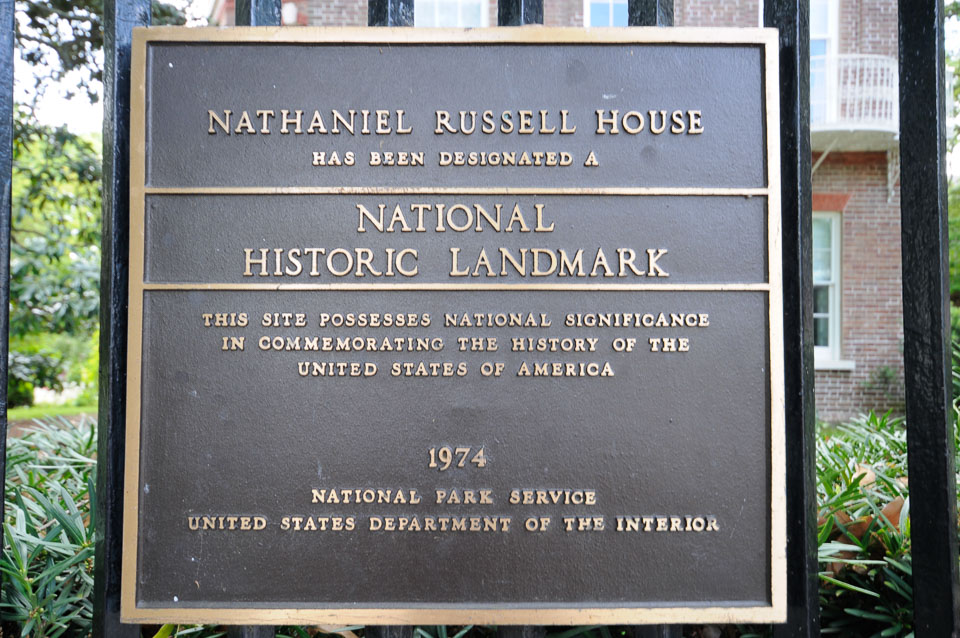 NATHANIEL RUSSELL HOUSE
HAS BEEN DESIGNATED A
NATIONAL
HISTORIC LANDMARK
THIS SITE POSSESSES NATIONAL SIGNIFICANCE
IN COMMEMORATING THE HISTORY OF THE
UNITED STATES OF AMERICA
1974
NATIONAL PARK SERVICE
UNITED STATES DEPARTMENT OF THE INTERIOR